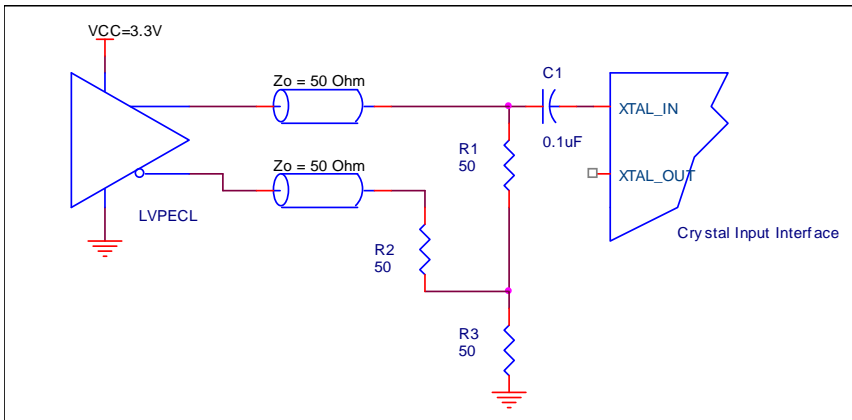 VCC=3.3V
Zo = 50 Ohm
C1
XTAL_IN
R1
50
0.1uF
Zo = 50 Ohm
XTAL_OUT
LVPECL
Crystal Input Interface
R2
50
R3
50